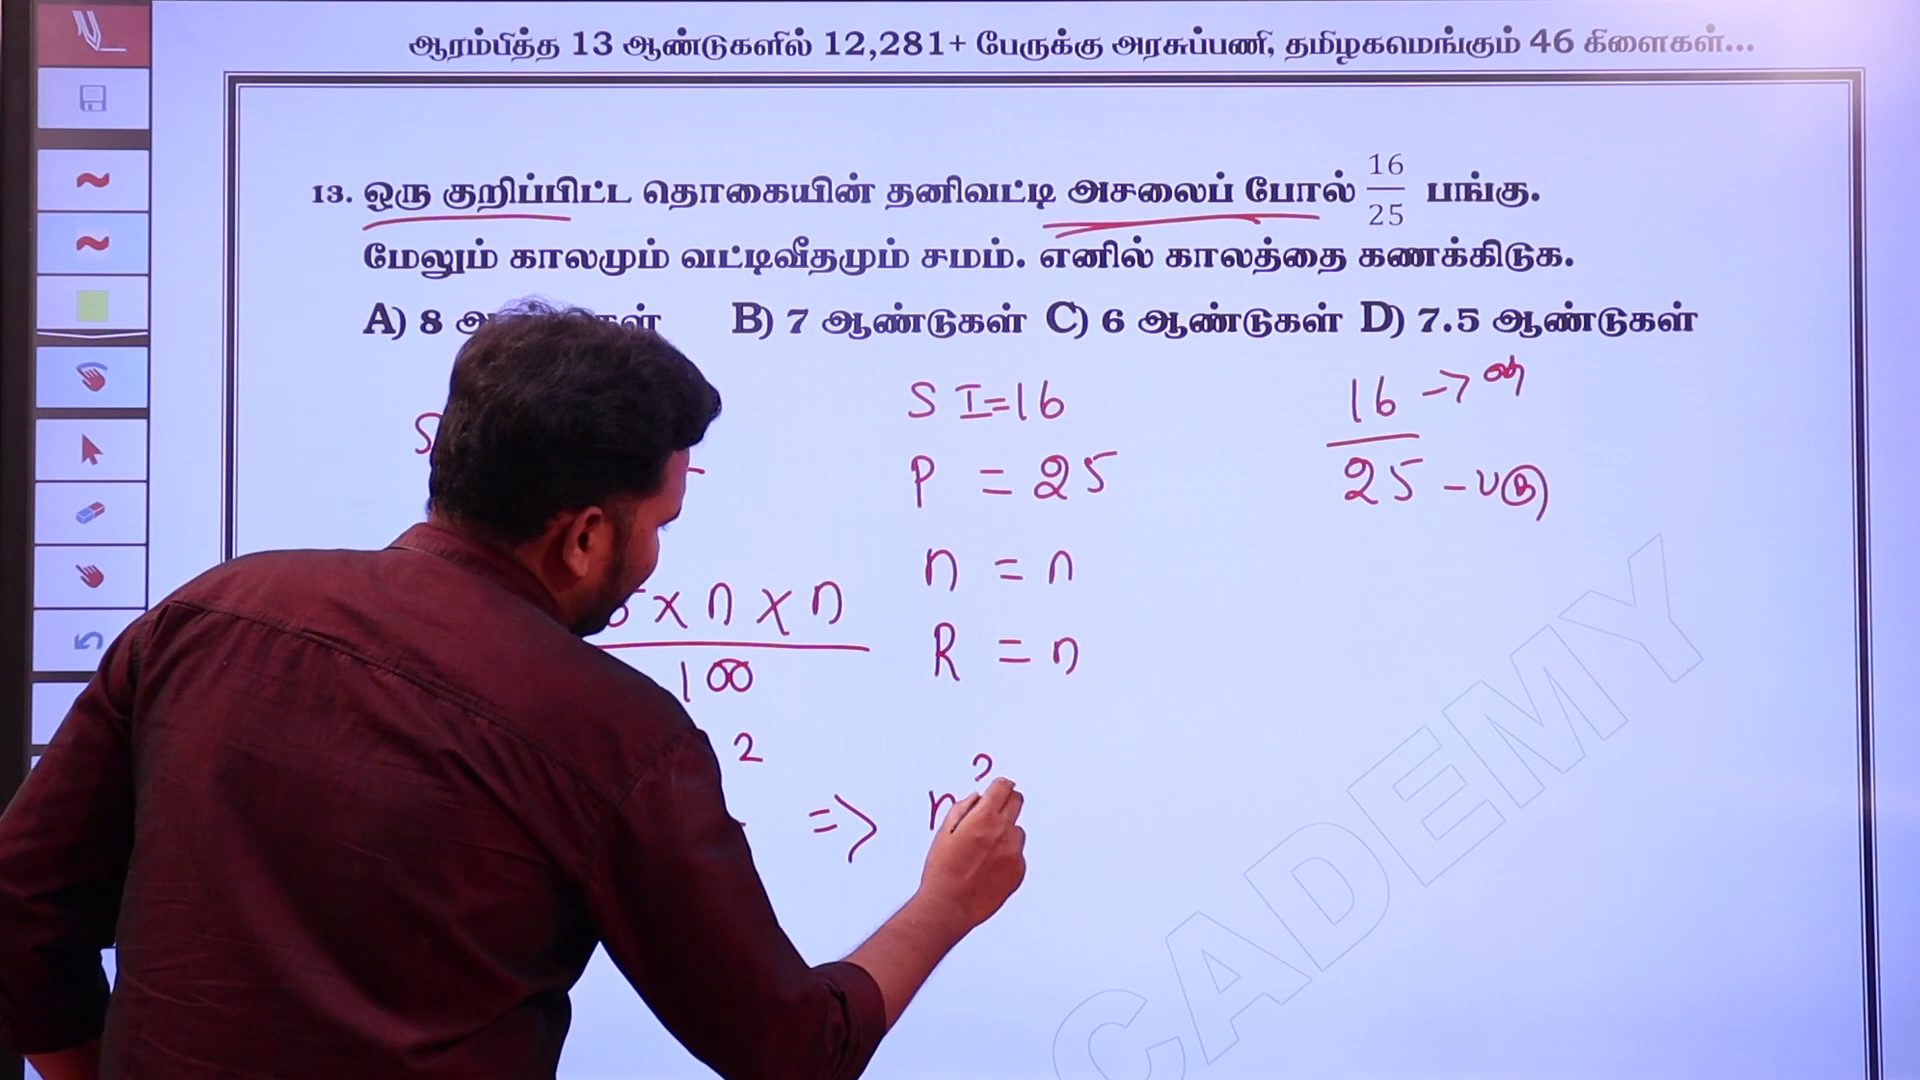 ஆரம்பித்த 13 ஆண்டுகளில் 12,281+ பேருக்கு அரசுப்பணி, தமிழகமெங்கும் 46 கிளைகள்...
13. ஒரு குறிப்பிட்ட தொகையின் தனிவட்டி அசலைப் போல் 16/25 பங்கு.
மேலும் காலமும் வட்டிவீதமும் சமம். எனில் காலத்தை கணக்கிடுக.
A) 8 B) 7 ஆண்டுகள் C) 6 ஆண்டுகள் D) 7.5 ஆண்டுகள்
S
SI=16
P = 25
n = n
R = n
16 →
25 -
x n x n
100
2
=> n
CADEMY